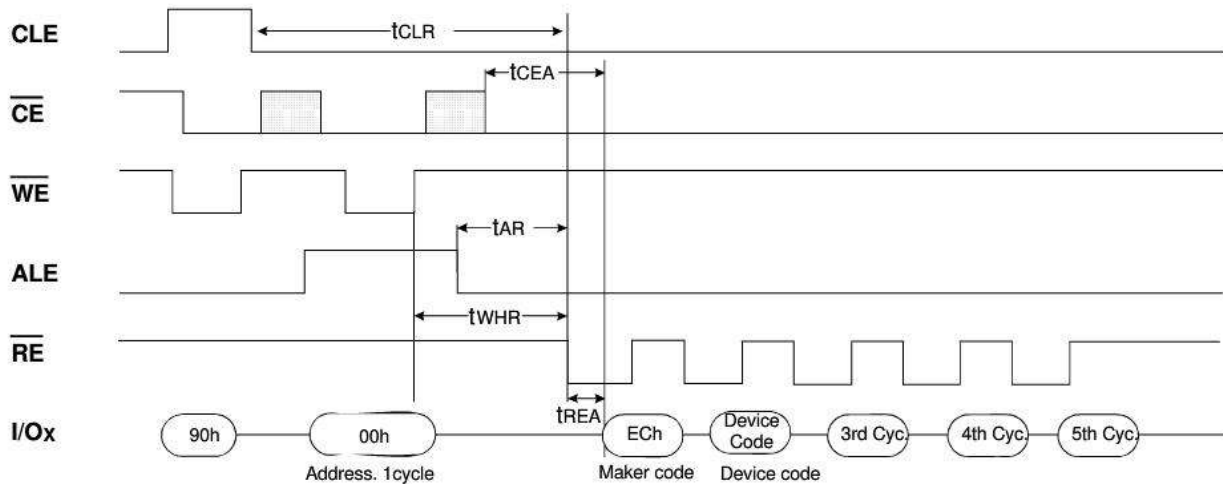 CLE
tCLR
tCEA
CE
WE
tAR
ALE
tWHR
RE
tREA
I/Ox
90h
00h
ECh
Device
Code
3rd Cyc.
4th Cyc.
5th Cyc.
Address. 1cycle
Maker code
Device code